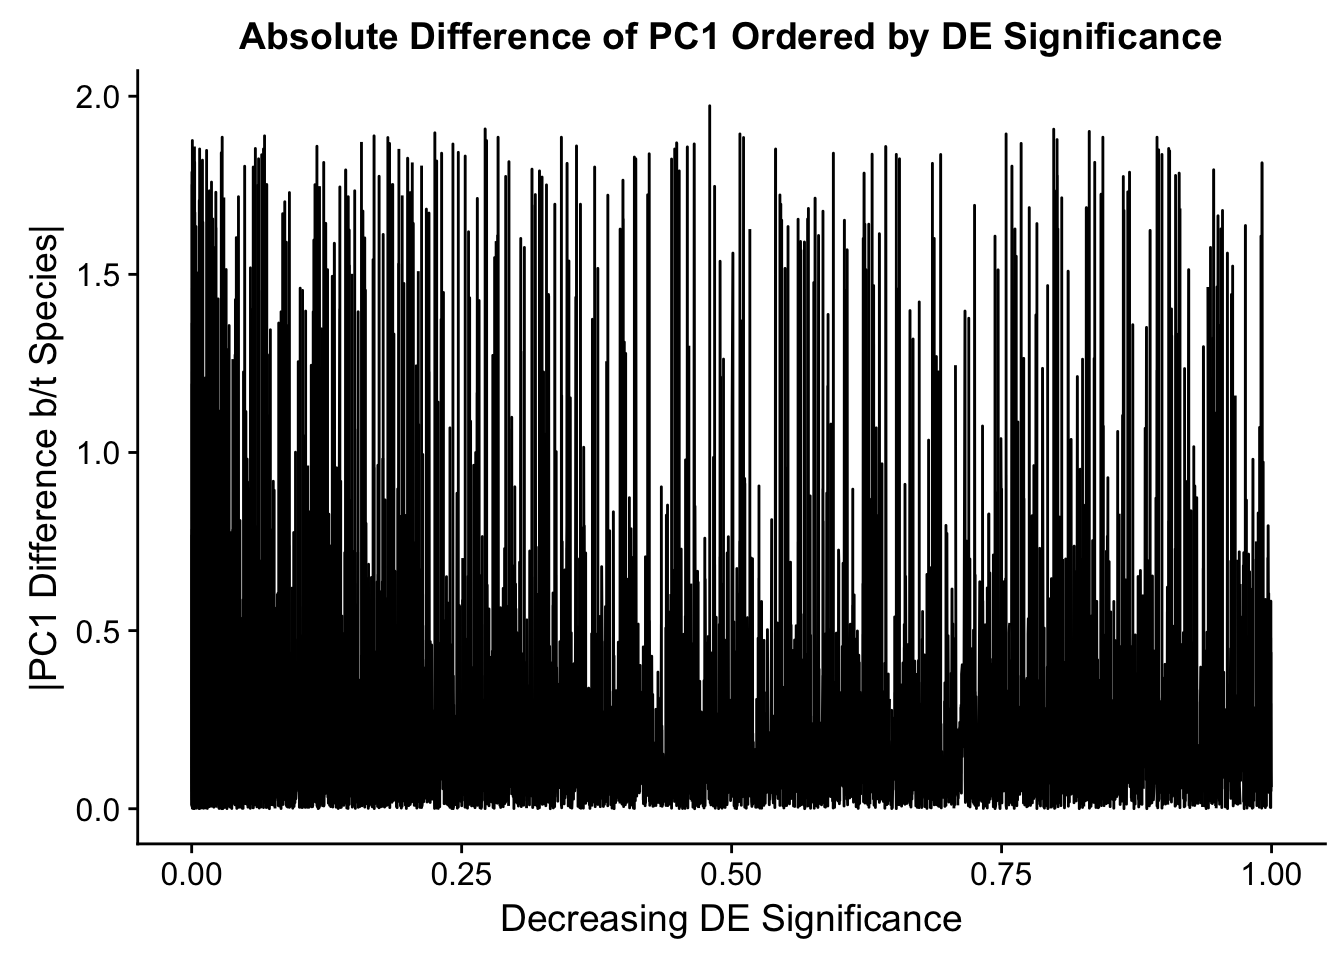 Absolute Difference of PC1 Ordered by DE Significance
|PC1 Difference b/t Species|
2.0
1.5
1.0
0.5
0.0
0.00 0.25 0.50 0.75 1.00
Decreasing DE Significance